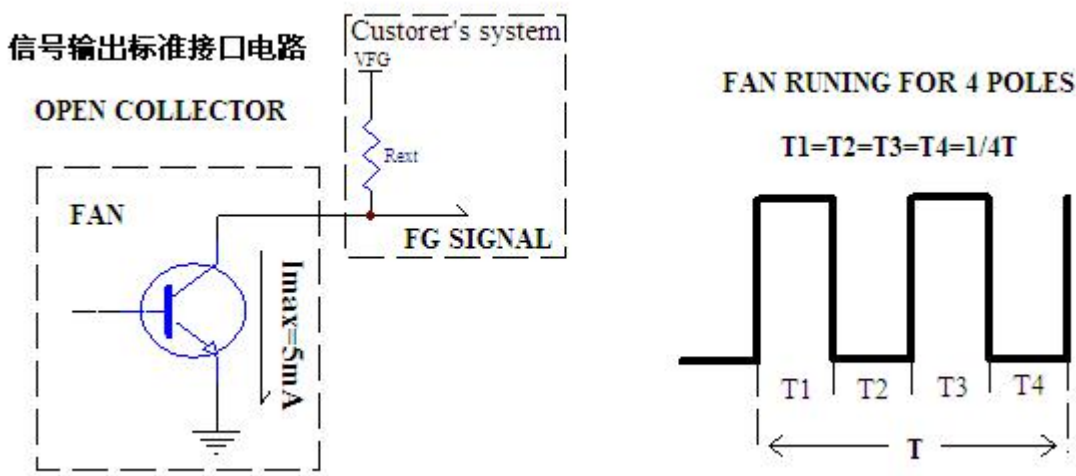 信号输出标准接口电路
OPEN COLLECTOR
FAN
Imax=5mA
Custorer's system
VFG
Rext
FG SIGNAL
FAN RUNING FOR 4 POLES
T1=T2=T3=T4=1/4T
T1 T2 T3 T4
T